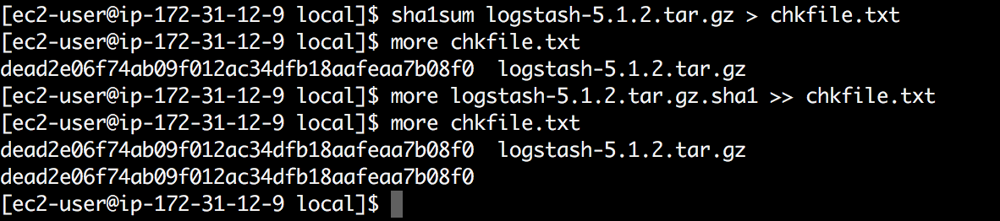 [ec2-user@ip-172-31-12-9 local]$ sha1sum logstash-5.1.2.tar.gz > chkfile.txt
[ec2-user@ip-172-31-12-9 local]$ more chkfile.txt
dead2e06f74ab09f012ac34dfb18aafeaa7b08f0  logstash-5.1.2.tar.gz
[ec2-user@ip-172-31-12-9 local]$ more logstash-5.1.2.tar.gz.sha1 >> chkfile.txt
[ec2-user@ip-172-31-12-9 local]$ more chkfile.txt
dead2e06f74ab09f012ac34dfb18aafeaa7b08f0  logstash-5.1.2.tar.gz
dead2e06f74ab09f012ac34dfb18aafeaa7b08f0
[ec2-user@ip-172-31-12-9 local]$